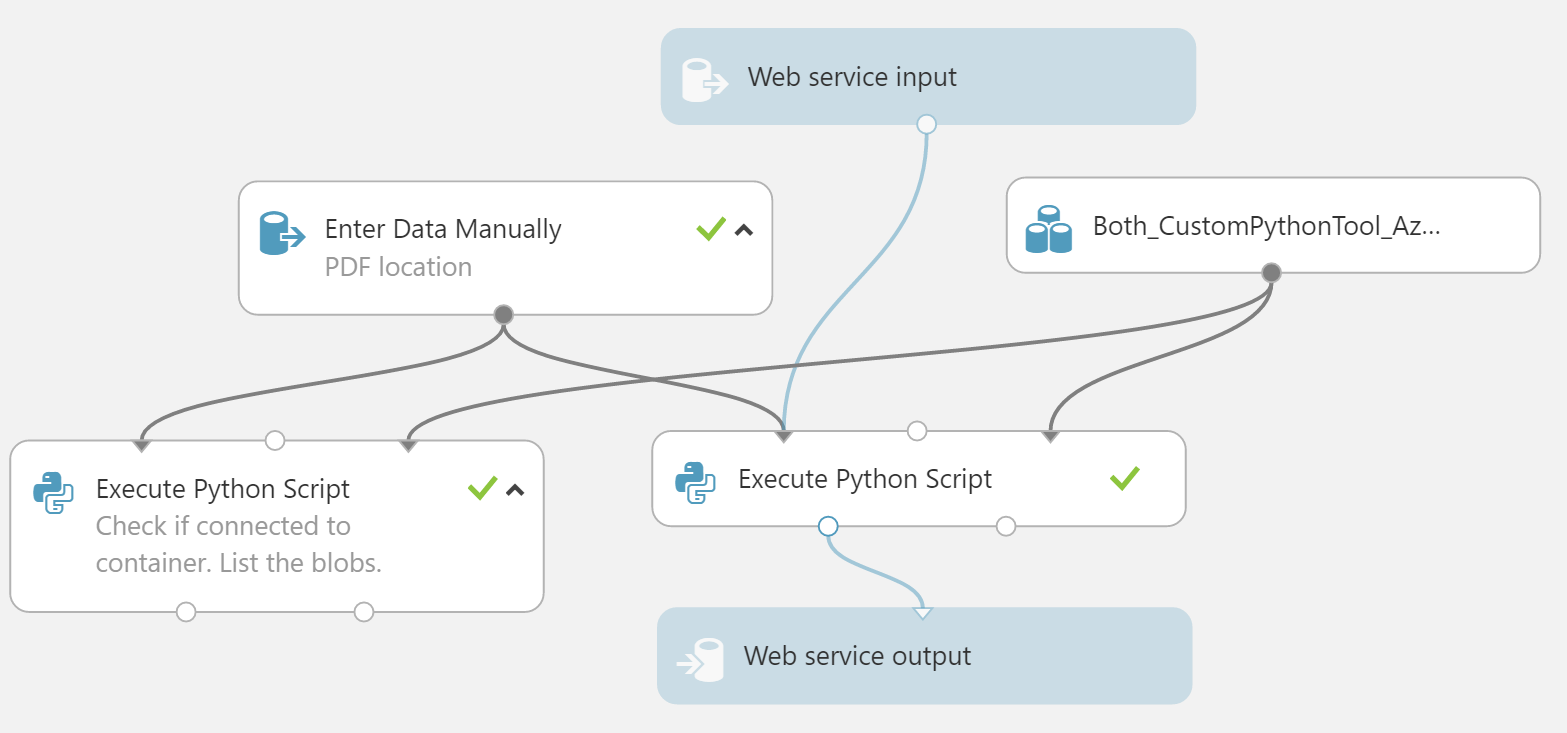 Web service input
Enter Data Manually
PDF location
Both_CustomPythonTool_Az...
Execute Python Script
Check if connected to
container. List the blobs.
Execute Python Script
Web service output